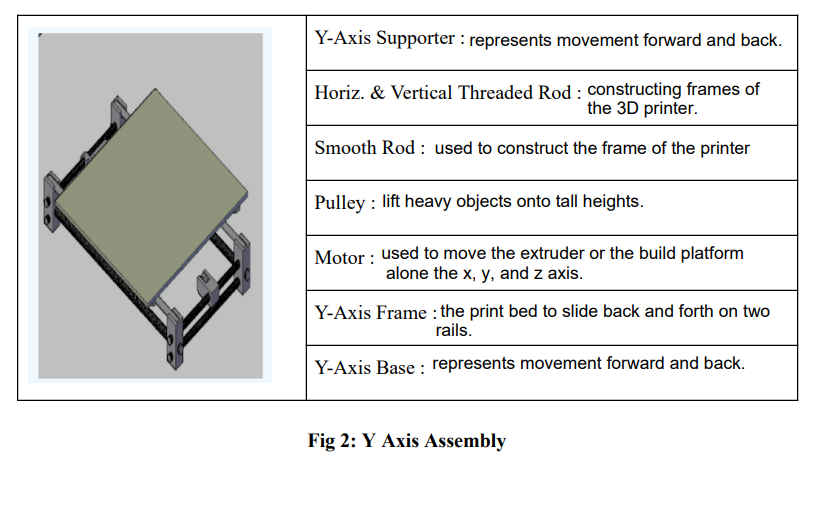 Y-Axis Supporter : represents movement forward and back.
Horiz. & Vertical Threaded Rod : constructing frames of
the 3D printer.
Smooth Rod : used to construct the frame of the printer
Pulley : lift heavy objects onto tall heights.
Motor : used to move the extruder or the build platform
alone the x, y, and z axis.
Y-Axis Frame : the print bed to slide back and forth on two
rails.
Y-Axis Base : represents movement forward and back.
Fig 2: Y Axis Assembly